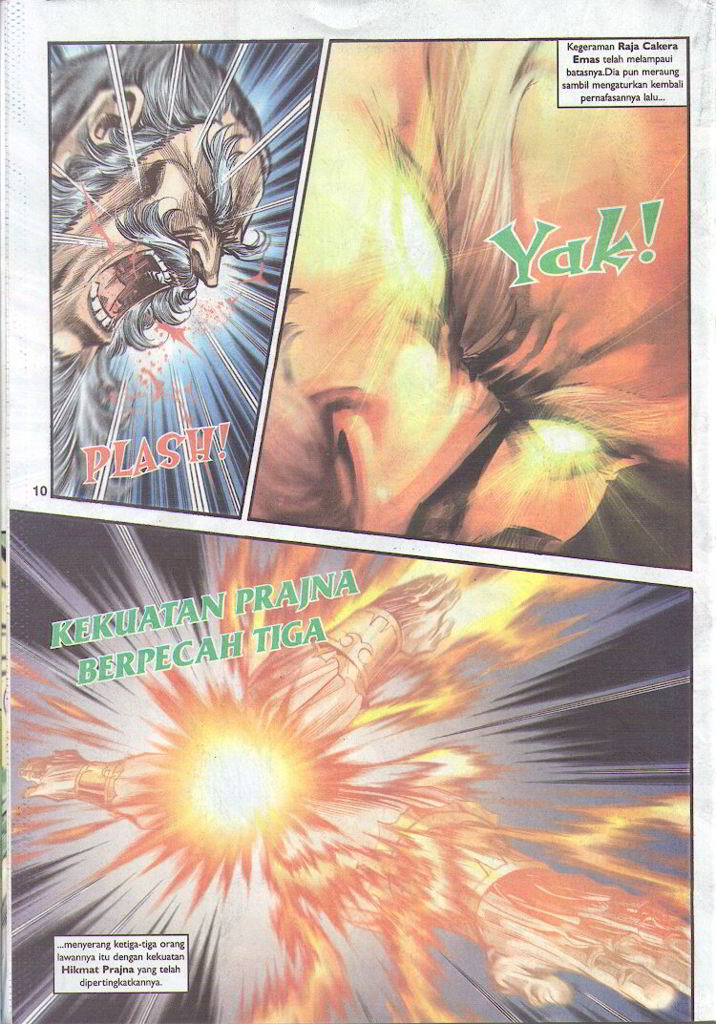 PLASH!
Kegeraman Raja Cakera
Emas telah melampaui
batasnya.Dia pun meraung
sambil mengaturkan kembali
pernafasannya lalu...
Yak!
10
KEKUATAN PRAJNA
BERPECAH TIGA
...menyerang ketiga-tiga orang
lawannya itu dengan kekuatan
Hikmat Prajna yang telah
dipertingkatkannya.